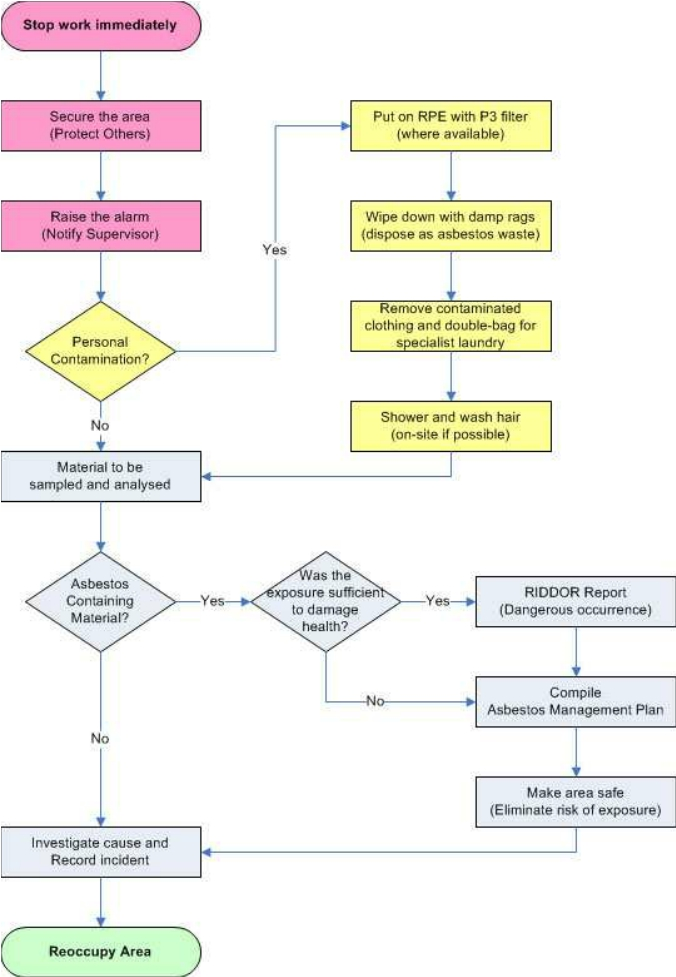 Stop work immediately
Secure the area
(Protect Others)
Put on RPE with P3 filter
(where available)
Raise the alarm
(Notify Supervisor)
Wipe down with damp rags
(dispose as asbestos waste)
Yes
Personal
Contamination?
Remove contaminated
clothing and double-bag for
specialist laundry
No
Shower and wash hair
(on-site if possible)
Material to be
sampled and analysed
Asbestos
Containing
Material?
Yes
Was the
exposure sufficient
to damage
health?
Yes
RIDDOR Report
(Dangerous occurrence)
No
Compile
Asbestos Management Plan
No
Make area safe
(Eliminate risk of exposure)
Investigate cause and
Record incident
Reoccupy Area